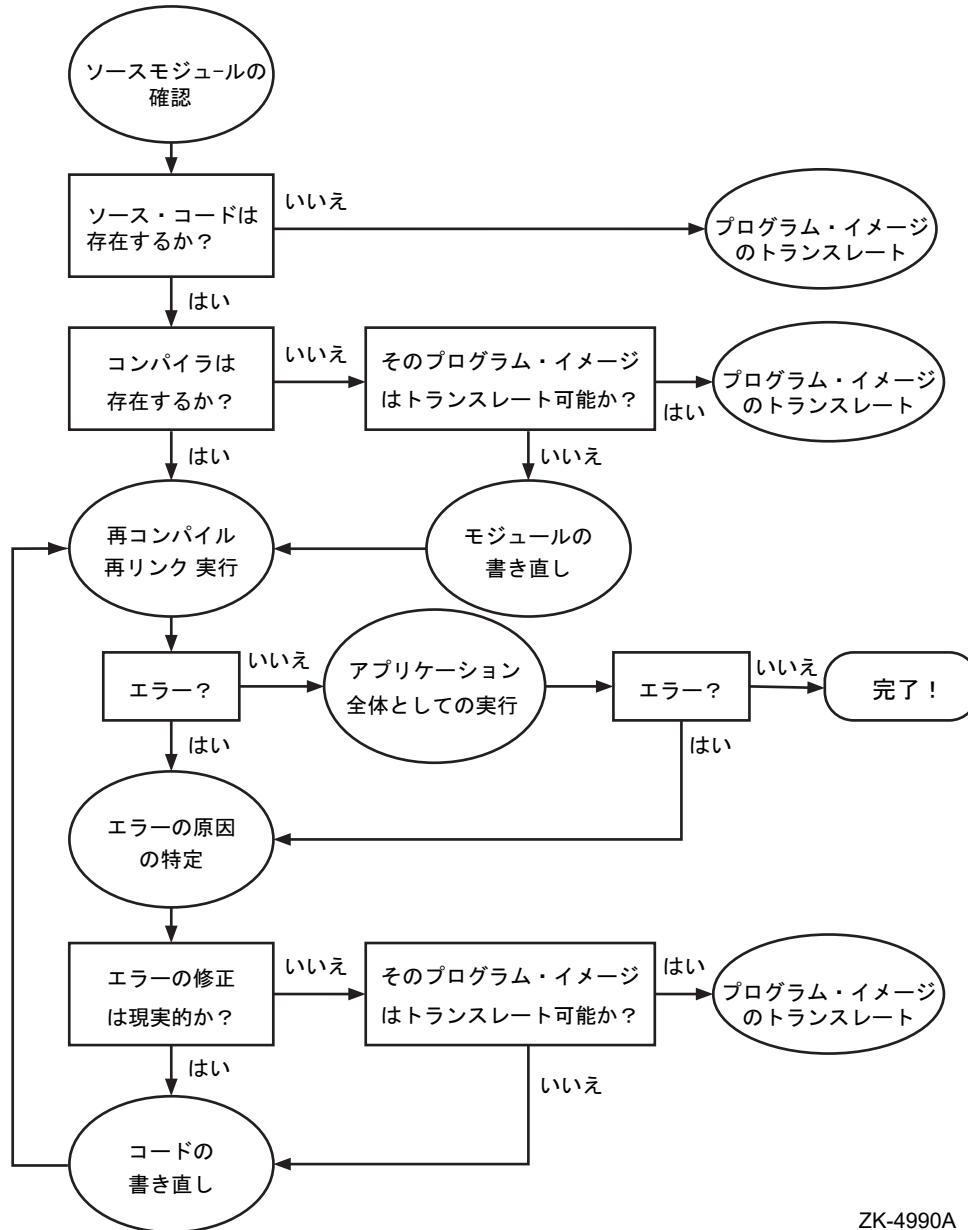 ソースモジュールの
確認
ソース・コードは
存在するか？
いいえ
プログラム・イメージ
のトランスレート
はい
コンパイラは
存在するか？
いいえ
そのプログラム・イメージ
はトランスレート可能か？
はい
プログラム・イメージ
のトランスレート
はい
いいえ
再コンパイル
再リンク 実行
モジュールの
書き直し
エラー？
いいえ
アプリケーション
全体としての実行
エラー？
いいえ
完了！
はい
はい
エラーの原因
の特定
エラーの修正
は現実的か？
いいえ
そのプログラム・イメージ
はトランスレート可能か？
はい
プログラム・イメージ
のトランスレート
はい
いいえ
コードの
書き直し
ZK-4990A